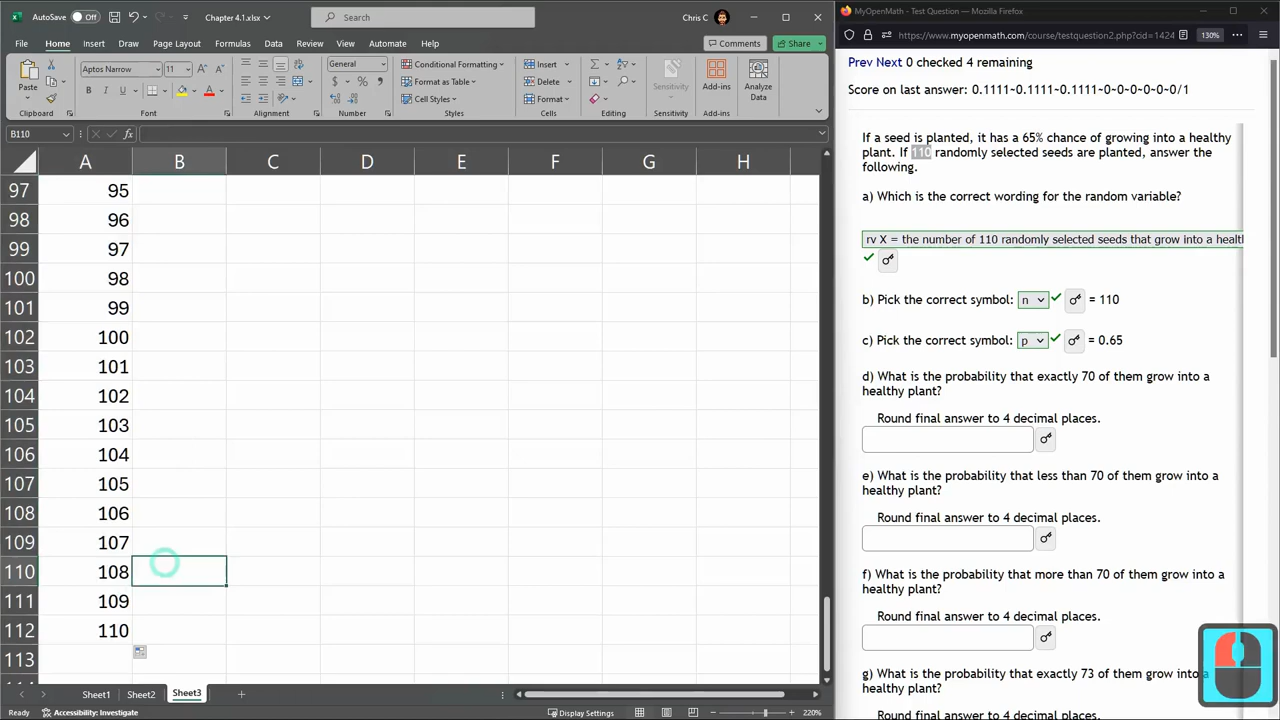 AutoSave Off
Chapter 4.1.xlsx
Search
Chris C
File Home Insert Draw Page Layout Formulas Data Review View Automate Help
Comments Share
Paste
Clipboard
Aptos Narrow 11
B I U
Font
Alignment
General
$ % ,
Number
Conditional Formatting
Format as Table
Cell Styles
Styles
Insert
Delete
Format
Cells
Editing
Sensitivity
Sensitivity
Add-ins
Add-ins
Analyze Data
B110 fx
A B C D E F G H
97 95
98 96
99 97
100 98
101 99
102 100
103 101
104 102
105 103
106 104
107 105
108 106
109 107
110 108
111 109
112 110
113
Sheet1 Sheet2 Sheet3
Ready
Accessibility: Investigate
Display Settings
220%
MyOpenMath - Test Question — Mozilla Firefox
https://www.myopenmath.com/course/testquestion2.php?cid=1424
130%
Prev Next 0 checked 4 remaining
Score on last answer: 0.1111~0.1111~0.1111~0~0~0~0~0~0/1
If a seed is planted, it has a 65% chance of growing into a healthy
plant. If 110 randomly selected seeds are planted, answer the
following.
a) Which is the correct wording for the random variable?
rv X = the number of 110 randomly selected seeds that grow into a healt
b) Pick the correct symbol: n = 110
c) Pick the correct symbol: p = 0.65
d) What is the probability that exactly 70 of them grow into a
healthy plant?
Round final answer to 4 decimal places.
e) What is the probability that less than 70 of them grow into a
healthy plant?
Round final answer to 4 decimal places.
f) What is the probability that more than 70 of them grow into a
healthy plant?
Round final answer to 4 decimal places.
g) What is the probability that exactly 73 of them grow into a
healthy plant?
Round final answer to 4 decimal places.